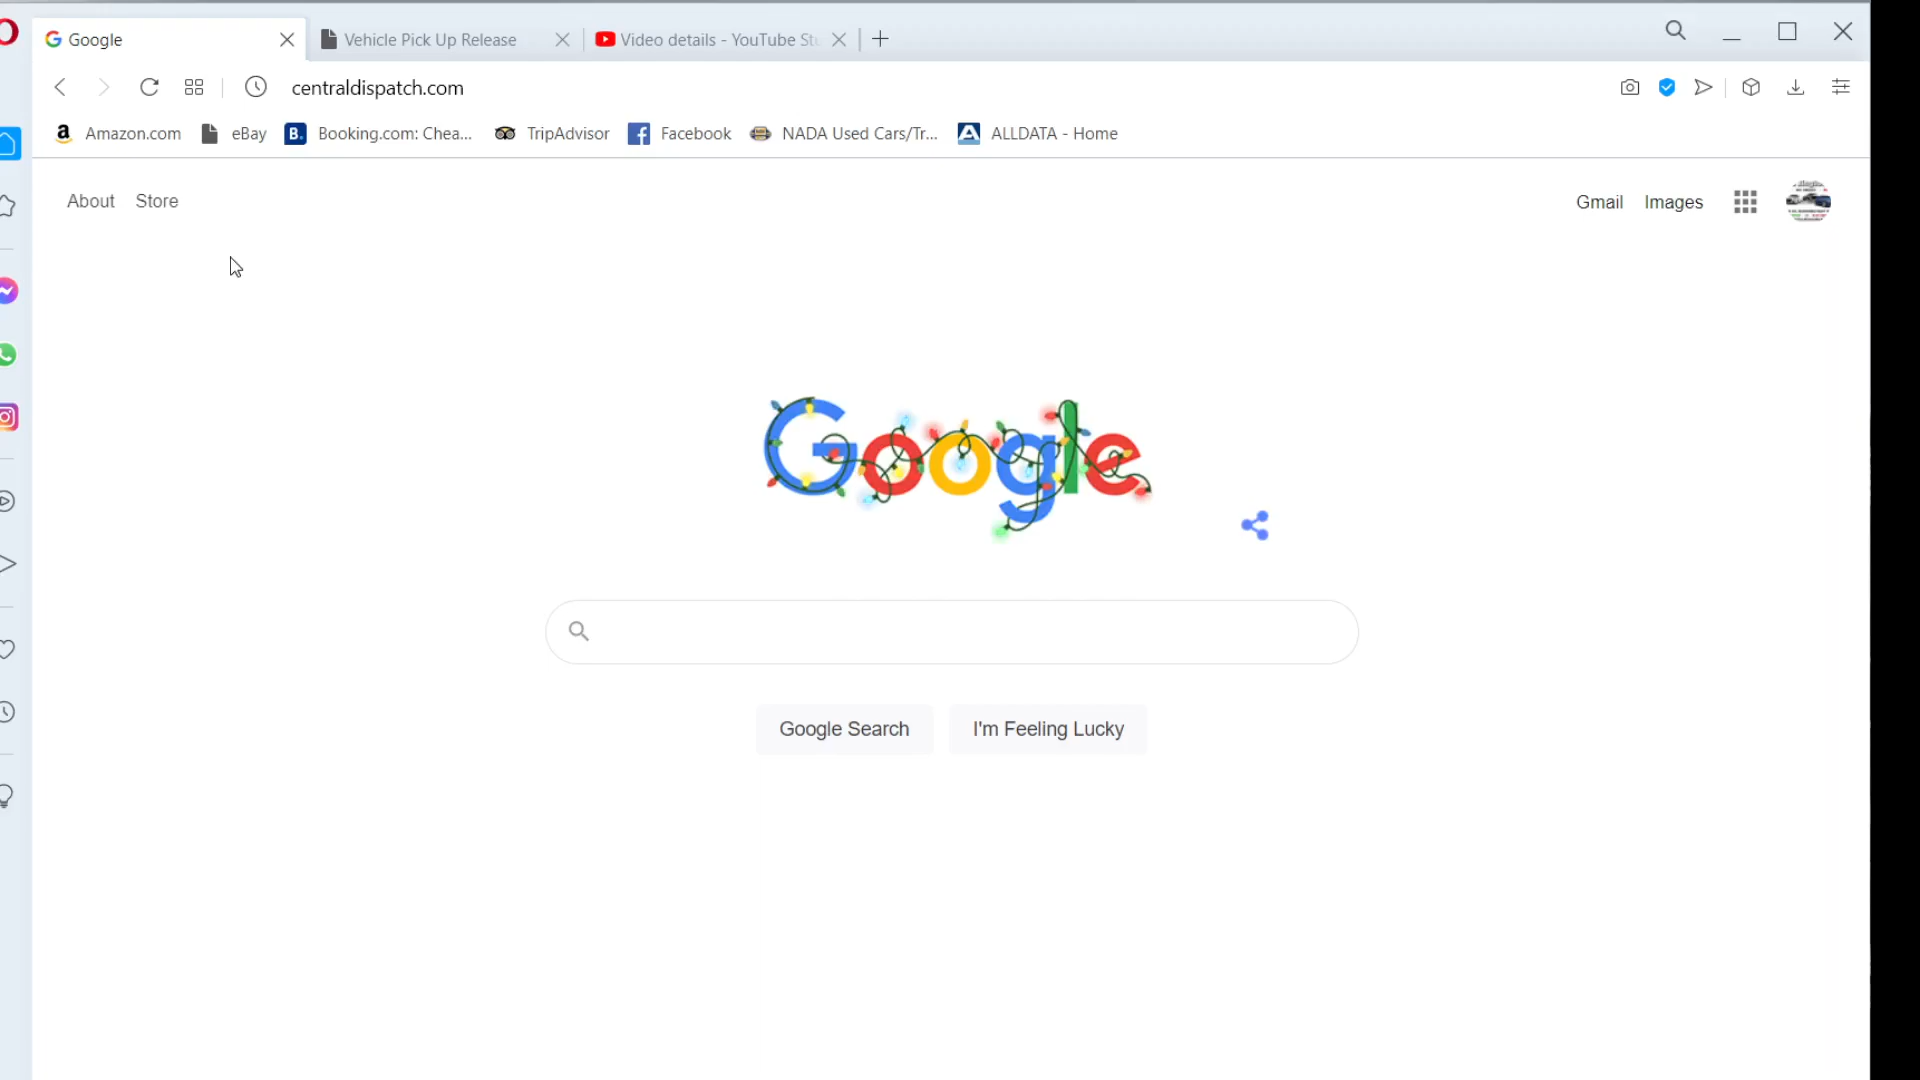 Google
Vehicle Pick Up Release
Video details - YouTube St
centraldispatch.com
Amazon.com
eBay
B.
Booking.com: Chea...
TripAdvisor
Facebook
NADA Used Cars/Tr...
ALLDATA - Home
About
Store
Gmail
Images
Google
Google Search
I'm Feeling Lucky